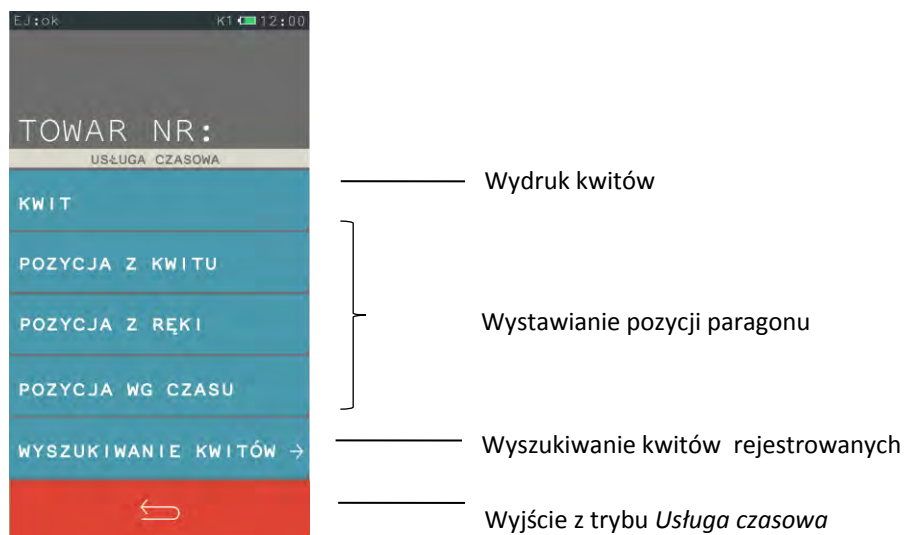 EJ:ok K1 12:00
TOWAR NR:
USŁUGA CZASOWA
KWIT
Wydruk kwitów
POZYCJA Z KWITU
POZYCJA Z RĘKI
POZYCJA WG CZASU
Wystawianie pozycji paragonu
WYSZUKIWANIE KWITÓW →
Wyszukiwanie kwitów rejestrowanych
Wyjście z trybu Usługa czasowa